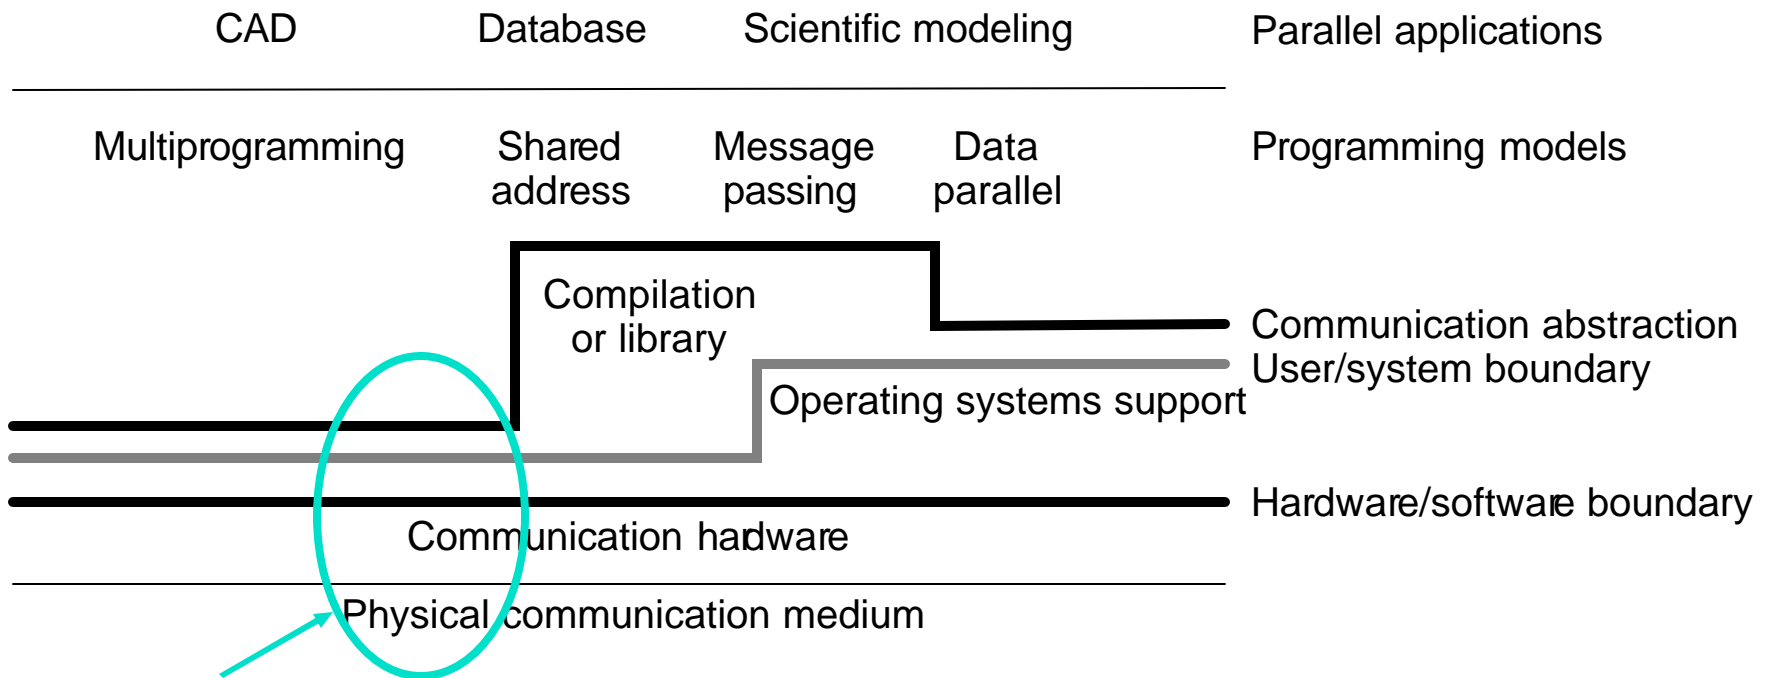 CAD Database Scientific modeling Parallel applications
Multiprogramming Shared address Message passing Data parallel Programming models
Compilation
or library
Communication abstraction
User/system boundary
Operating systems support
Hardware/software boundary
Communication hardware
Physical communication medium